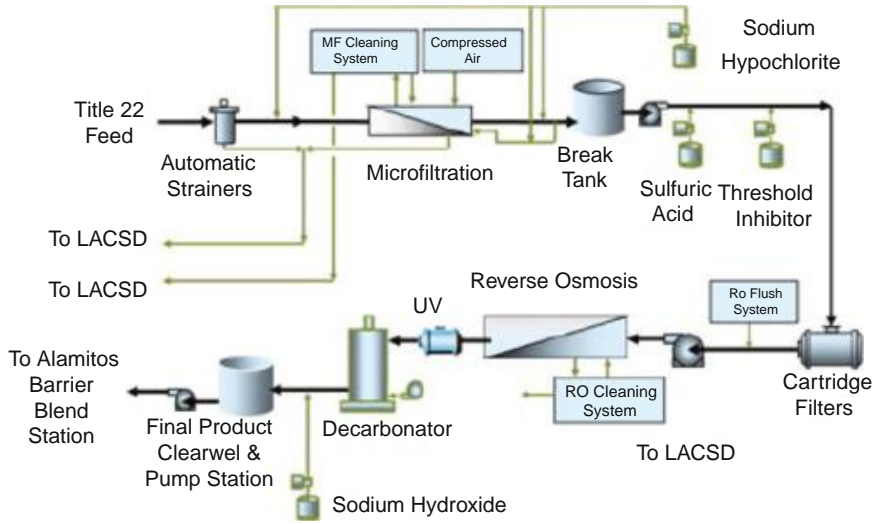 Sodium
Hypochlorite
MF Cleaning
System
Compressed
Air
Title 22
Feed
Automatic
Strainers
Microfiltration
Break
Tank
Sulfuric
Acid
Threshold
Inhibitor
To LACSD
To LACSD
Reverse Osmosis
UV
Ro Flush
System
To Alamitos
Barrier
Blend
Station
Cartridge
Filters
RO Cleaning
System
Final Product
Clearwel &
Pump Station
Decarbonator
To LACSD
Sodium Hydroxide